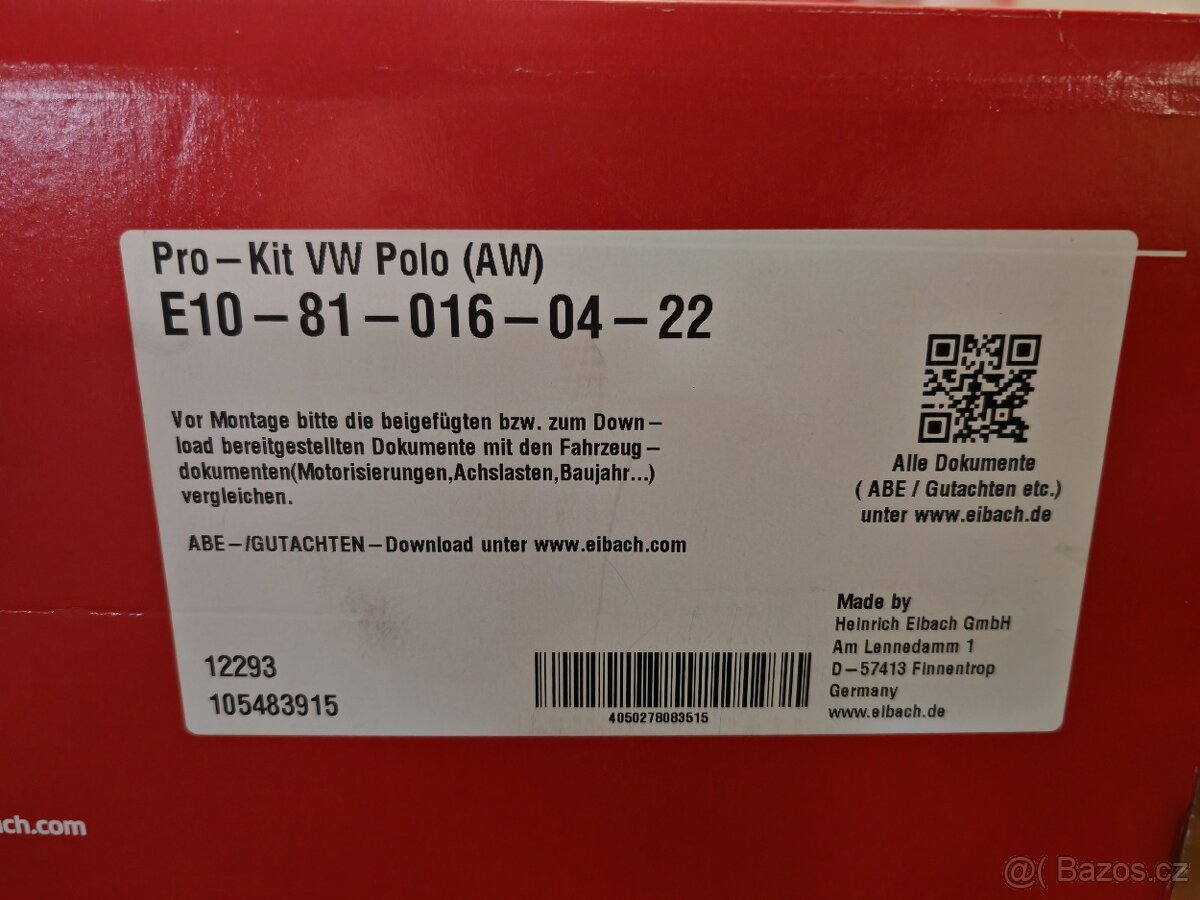 Pro-Kit VW Polo (AW)
E10-81-016-04-22
Vor Montage bitte die beigefügten bzw. zum Down-
load bereitgestellten Dokumente mit den Fahrzeug-
dokumenten(Motorisierungen,Achslasten,Baujahr...)
vergleichen.
ABE-/GUTACHTEN-Download unter www.eibach.com
Alle Dokumente
( ABE / Gutachten etc.)
unter www.eibach.de
12293
105483915
4050278083515
Made by
Heinrich Eibach GmbH
Am Lennedamm 1
D-57413 Finnentrop
Germany
www.eibach.de
ch.com
@( Bazos.cz